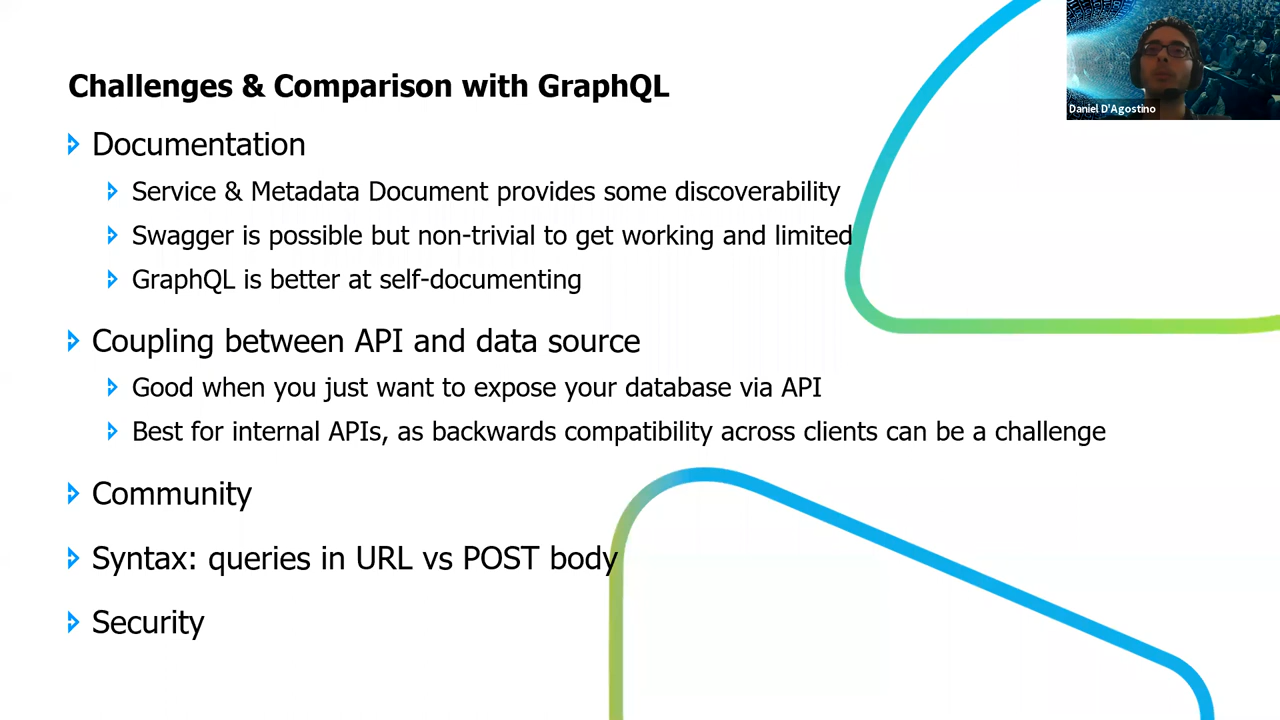 Challenges & Comparison with GraphQL
Documentation
Service & Metadata Document provides some discoverability
Swagger is possible but non-trivial to get working and limited
GraphQL is better at self-documenting
Coupling between API and data source
Good when you just want to expose your database via API
Best for internal APIs, as backwards compatibility across clients can be a challenge
Community
Syntax: queries in URL vs POST body
Security
Daniel D'Agostino